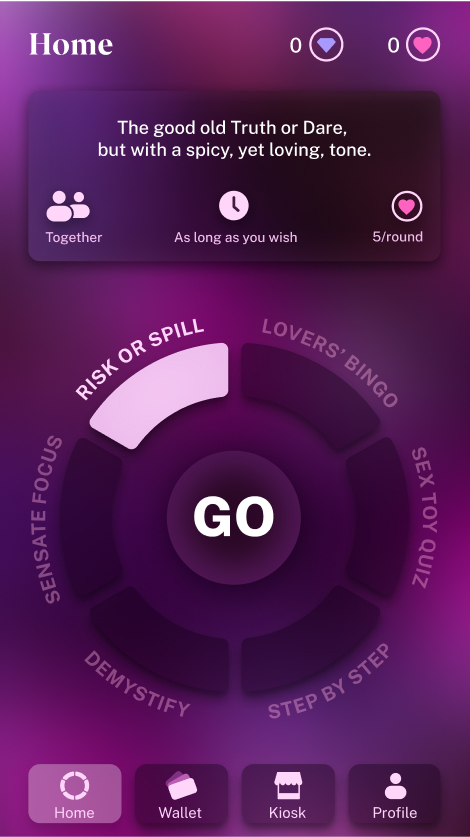 Home
0
0
The good old Truth or Dare,
but with a spicy, yet loving, tone.
Together
As long as you wish
5/round
RISK OR SPILL
LOVERS’ BINGO
SENSATE FOCUS
SEX TOY QUIZ
GO
DEMYSTIFY
STEP BY STEP
Home
Wallet
Kiosk
Profile